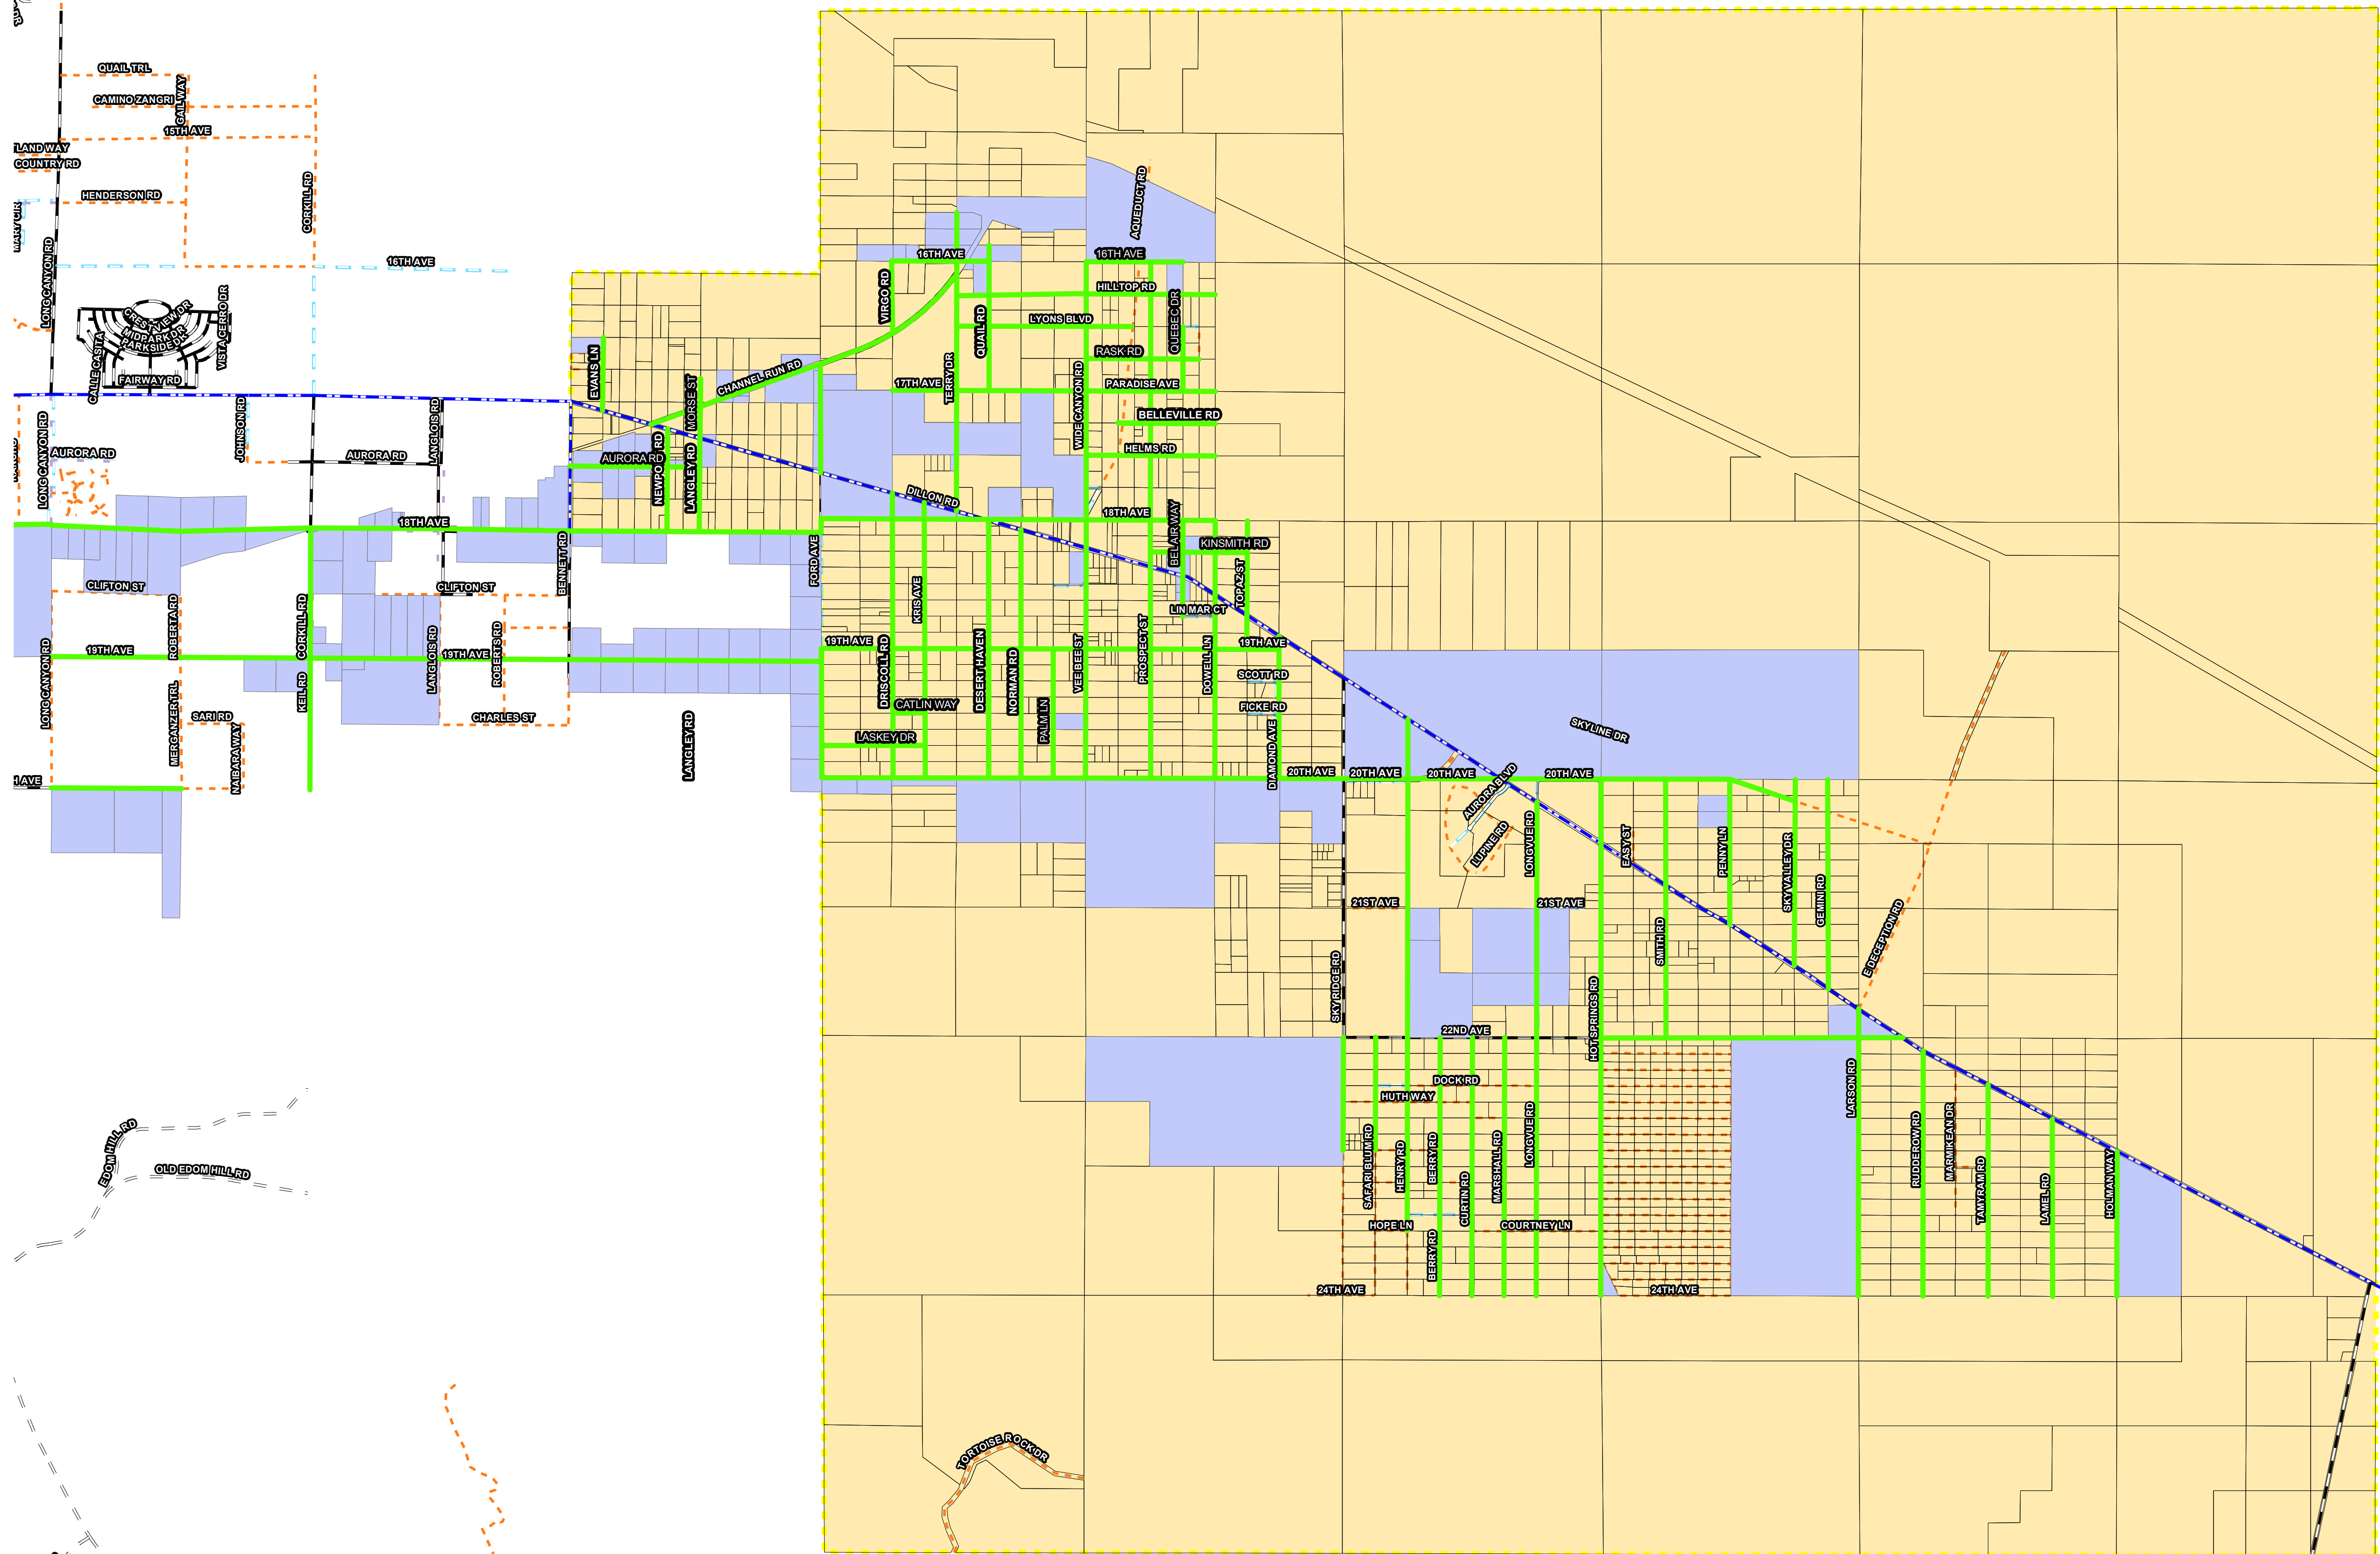 QUAIL TRL
CAMINO ZANGRI
GAIL WAY
15TH AVE
TLAND WAY
COUNTRY RD
HENDERSON RD
CORKILL RD
MARY CIR
LONG CANYON RD
16TH AVE
CREST VIEW DR
MIDPARK DR
PARKSIDE DR
VISTA CERRO DR
CALLE CASITA
FAIRWAY RD
LONG CANYON RD
AURORA RD
JOHNSON RD
AURORA RD
LANGLOIS RD
18TH AVE
CLIFTON ST
ROBERTA RD
CORKILL RD
CLIFTON ST
BENNETT RD
19TH AVE
LANGLOIS RD
19TH AVE
ROBERTS RD
LONG CANYON RD
MERGANZER TRL
SARI RD
NAIBARA WAY
KEIL RD
CHARLES ST
LANGLEY RD
H AVE
EDOM HILL RD
OLD EDOM HILL RD
EVANS LN
MORSE ST
CHANNEL RUN RD
AURORA RD
NEWPOLD RD
LANGLEY RD
AQUEDUCT RD
16TH AVE
16TH AVE
VIRGO RD
HILLTOP RD
QUAIL RD
LYONS BLVD
QUEBEC DR
RASK RD
TERRY DR
17TH AVE
WIDE CANYON RD
PARADISE AVE
BELLEVILLE RD
HELMS RD
DILLON RD
18TH AVE
BEL AIR WAY
KINSMITH RD
FORD AVE
KRIS AVE
TOPAZ ST
LIN MAR CT
19TH AVE
DRISCOLL RD
DESERT HAVEN
NORMAN RD
VEE BEE ST
PROSPECT ST
DOWELL LN
19TH AVE
SCOTT RD
CATLIN WAY
PALM LN
FICKE RD
LASKEY DR
DIAMOND AVE
SKYLINE DR
20TH AVE
20TH AVE
20TH AVE
20TH AVE
AURORA BLVD
LUPINE RD
LONGVUE RD
EASY ST
PENNY LN
SKY VALLEY DR
GEMINI RD
21ST AVE
21ST AVE
SMITH RD
E DECEPTION RD
SKY RIDGE RD
HOT SPRINGS RD
22ND AVE
DOCK RD
HUTH WAY
LARSON RD
SAFARI BLUM RD
HENRY RD
BERRY RD
CURTIN RD
MARSHALL RD
LONGVUE RD
RUDDEROW RD
MARMIKEAN DR
TAMYRAM RD
LAMEL RD
HOLMAN WAY
HOPE LN
COURTNEY LN
BERRY RD
24TH AVE
24TH AVE
TORTOISE ROCK DR